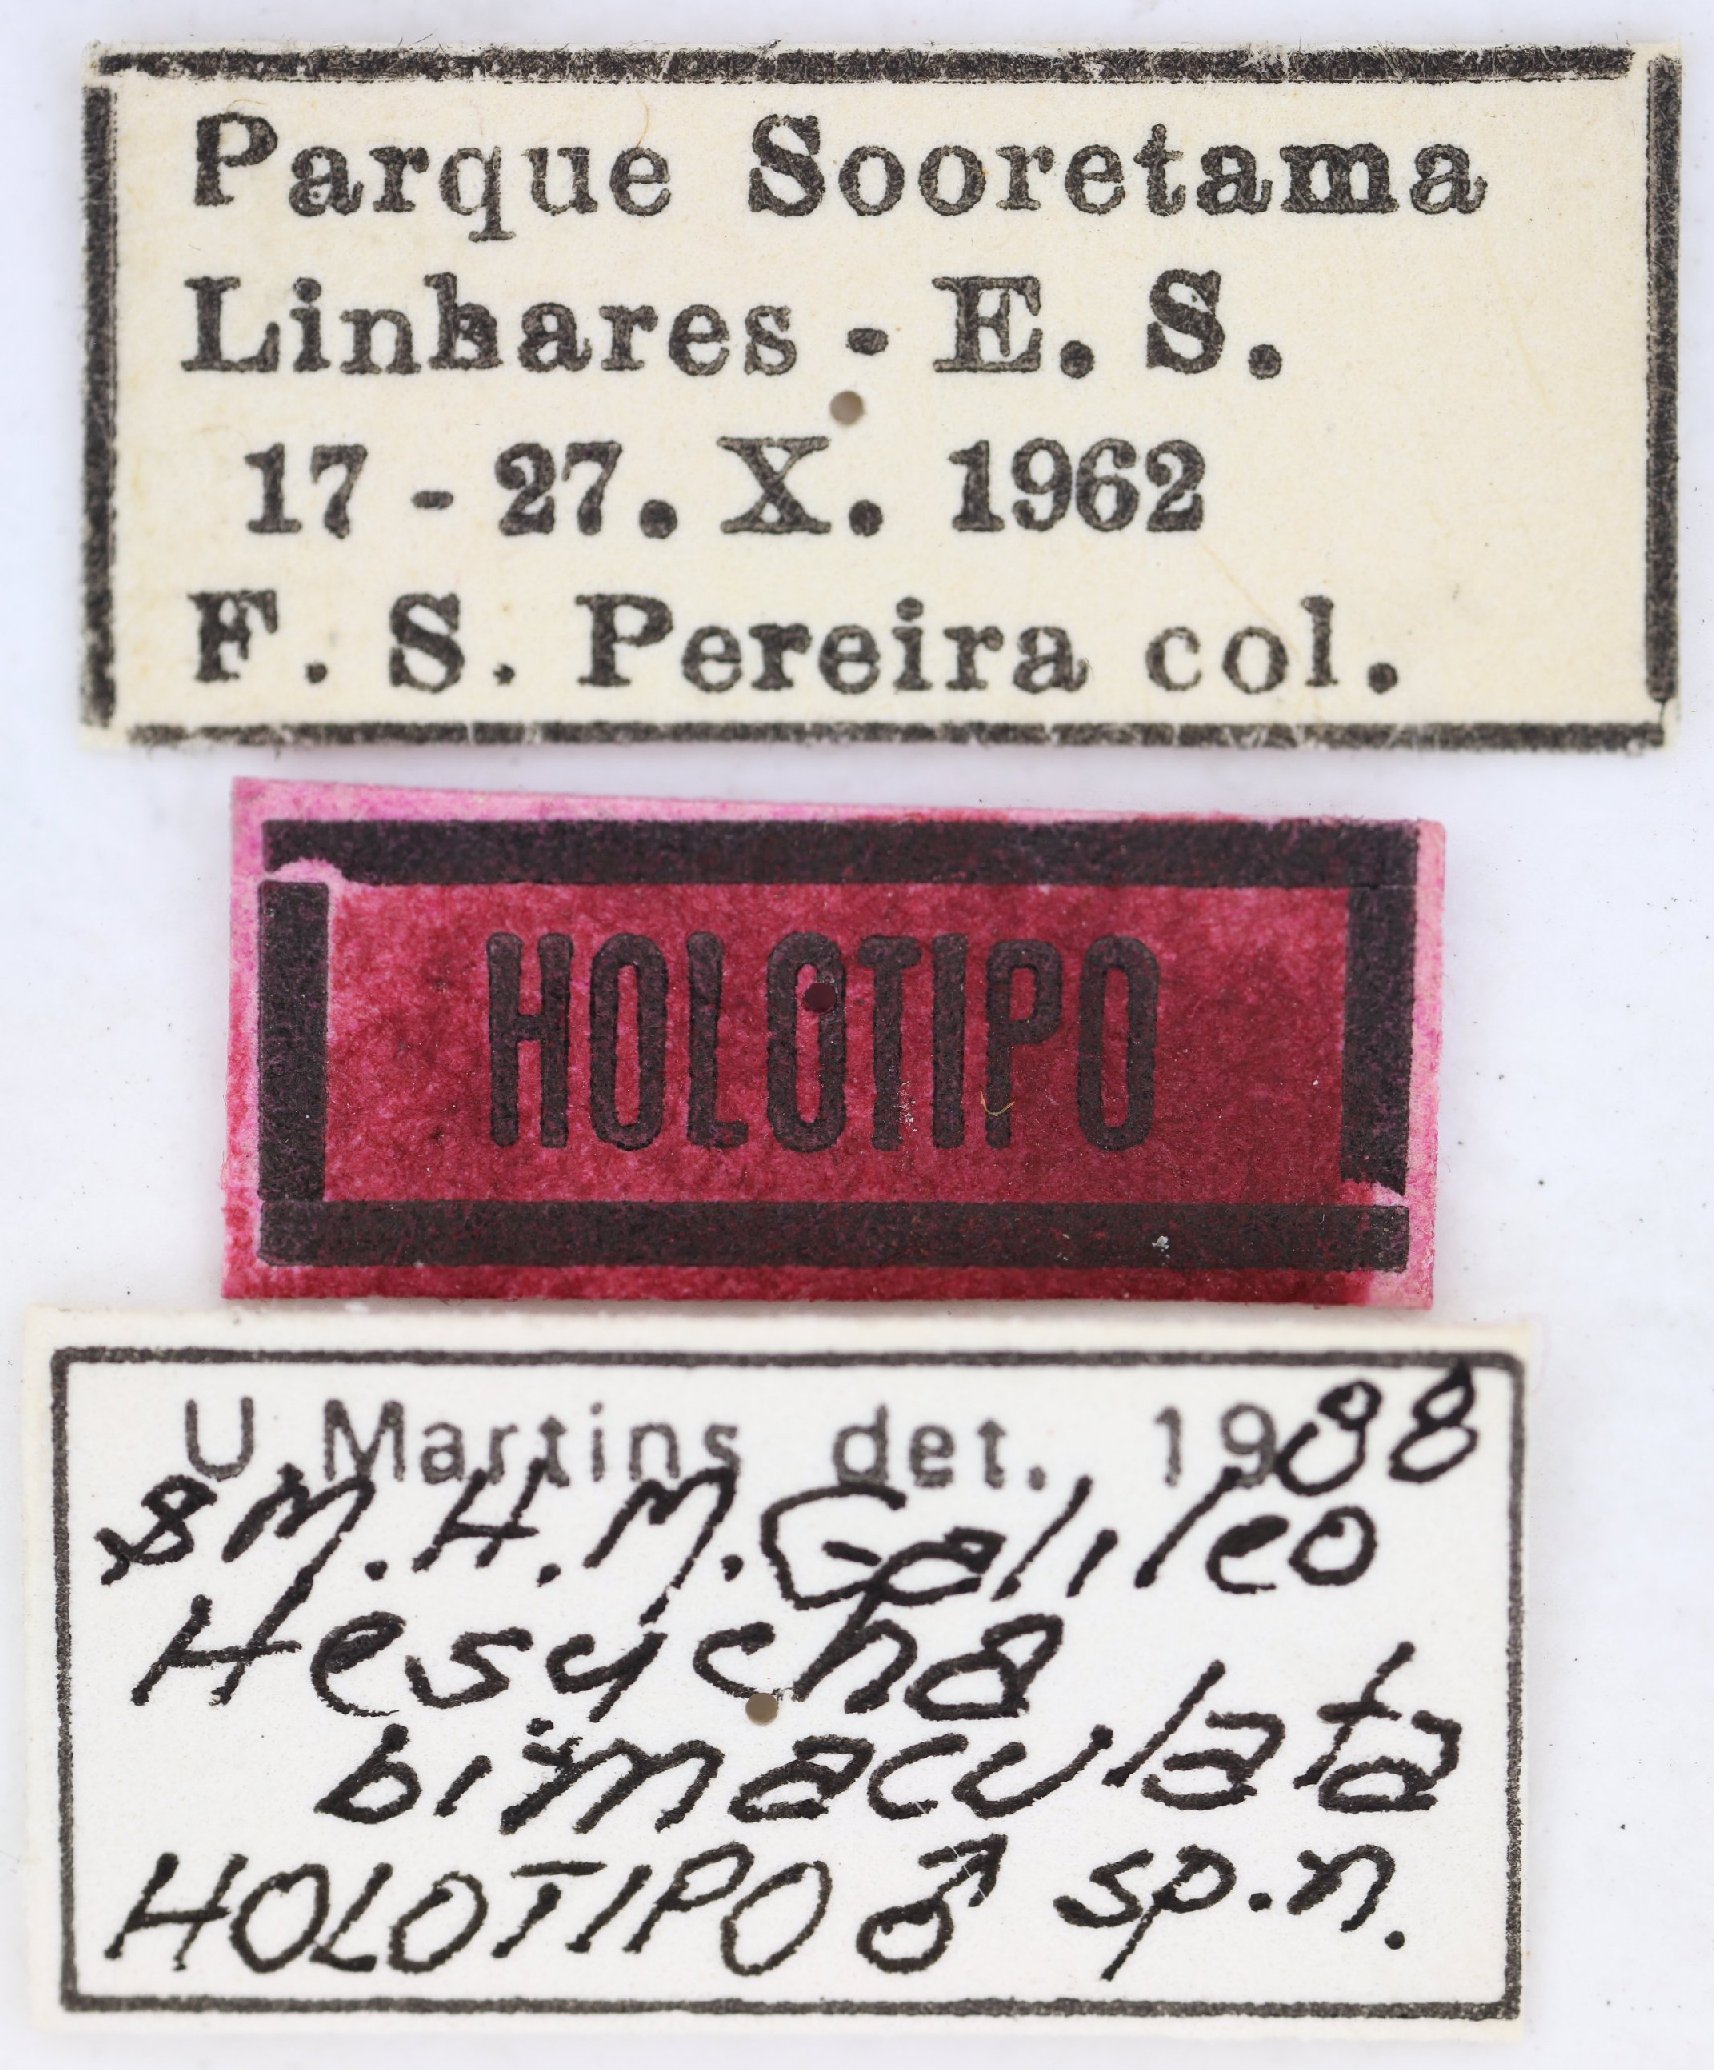 Parque Sooretama
Linhares - E. S.
17 - 27. X. 1962
F. S. Pereira col.
HOLOTIPO
U. Martins det. 1988
& M. H. M. Galileo
Hesycha
bimaculata
HOLOTIPO ♂ sp. n.